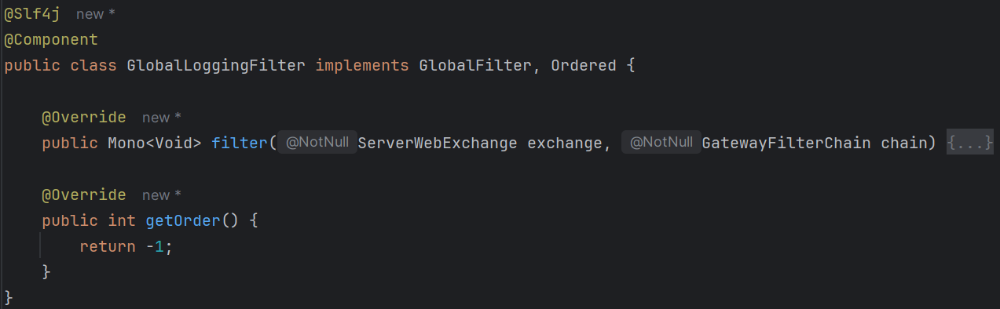 @Slf4j new *
@Component
public class GlobalLoggingFilter implements GlobalFilter, Ordered {
@Override new *
public Mono<Void> filter(@NotNull ServerWebExchange exchange, @NotNull GatewayFilterChain chain) {...}
@Override new *
public int getOrder() {
return -1;
}
}